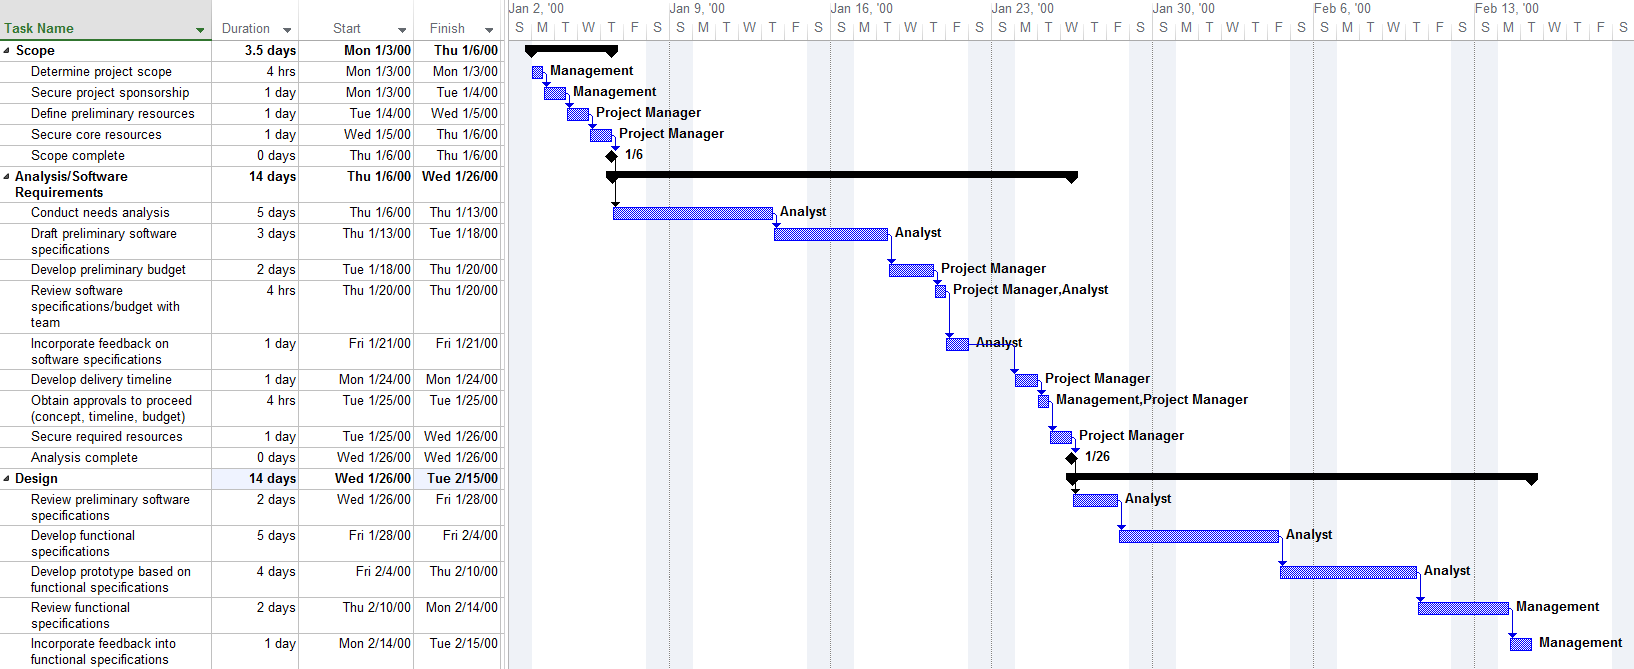 Jan 2, '00 Jan 9, '00 Jan 16, '00 Jan 23, '00 Jan 30, '00 Feb 6, '00 Feb 13, '00
Task Name Duration Start Finish S M T W T F S S M T W T F S S M T W T F S S M T W T F S S M T W T F S S M T W T F S S M T W T F S
Scope 3.5 days Mon 1/3/00 Thu 1/6/00
Determine project scope 4 hrs Mon 1/3/00 Mon 1/3/00 Management
Secure project sponsorship 1 day Mon 1/3/00 Tue 1/4/00 Management
Define preliminary resources 1 day Tue 1/4/00 Wed 1/5/00 Project Manager
Secure core resources 1 day Wed 1/5/00 Thu 1/6/00 Project Manager
Scope complete 0 days Thu 1/6/00 Thu 1/6/00 1/6
Analysis/Software 14 days Thu 1/6/00 Wed 1/26/00
Requirements
Conduct needs analysis 5 days Thu 1/6/00 Thu 1/13/00 Analyst
Draft preliminary software 3 days Thu 1/13/00 Tue 1/18/00 Analyst
specifications
Develop preliminary budget 2 days Tue 1/18/00 Thu 1/20/00 Project Manager
Review software 4 hrs Thu 1/20/00 Thu 1/20/00 Project Manager,Analyst
specifications/budget with
team
Incorporate feedback on 1 day Fri 1/21/00 Fri 1/21/00 Analyst
software specifications
Develop delivery timeline 1 day Mon 1/24/00 Mon 1/24/00 Project Manager
Obtain approvals to proceed 4 hrs Tue 1/25/00 Tue 1/25/00 Management,Project Manager
(concept, timeline, budget)
Secure required resources 1 day Tue 1/25/00 Wed 1/26/00 Project Manager
Analysis complete 0 days Wed 1/26/00 Wed 1/26/00 1/26
Design 14 days Wed 1/26/00 Tue 2/15/00
Review preliminary software 2 days Wed 1/26/00 Fri 1/28/00 Analyst
specifications
Develop functional 5 days Fri 1/28/00 Fri 2/4/00 Analyst
specifications
Develop prototype based on 4 days Fri 2/4/00 Thu 2/10/00 Analyst
functional specifications
Review functional 2 days Thu 2/10/00 Mon 2/14/00 Management
specifications
Incorporate feedback into 1 day Mon 2/14/00 Tue 2/15/00 Management
functional specifications